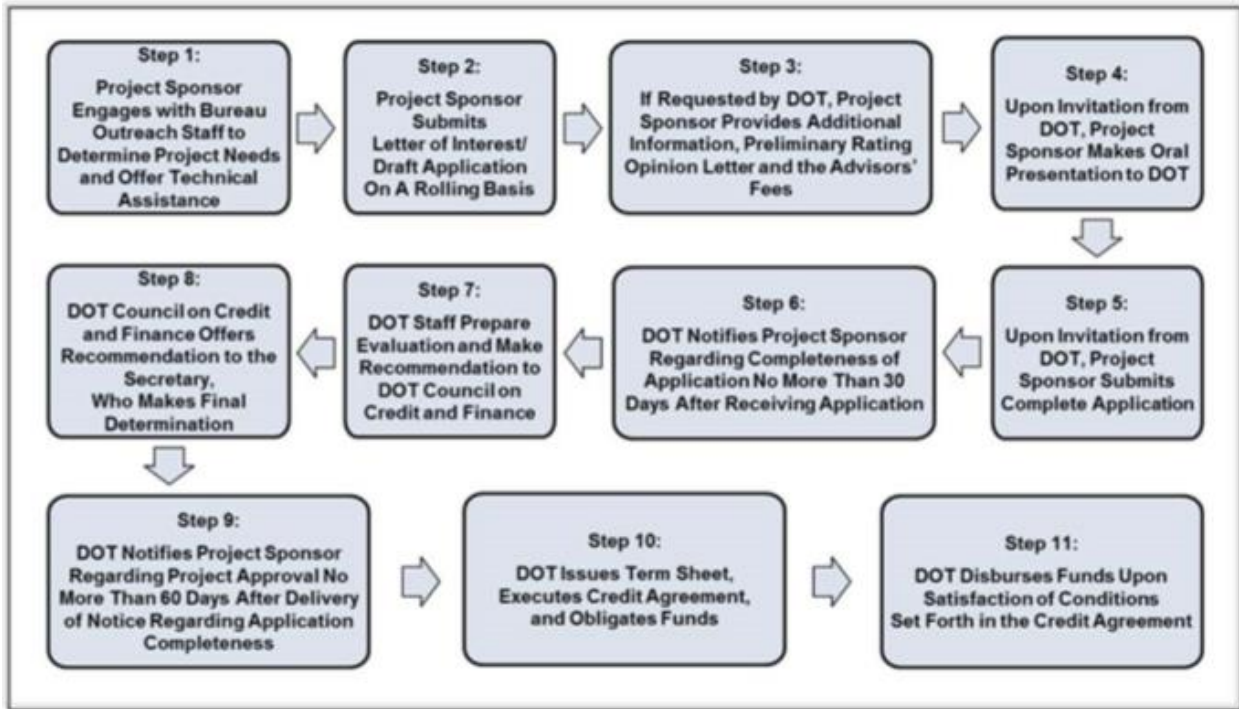 Step 1:
Project Sponsor
Engages with Bureau
Outreach Staff to
Determine Project Needs
and Offer Technical
Assistance
Step 2:
Project Sponsor
Submits
Letter of Interest/
Draft Application
On A Rolling Basis
Step 3:
If Requested by DOT, Project
Sponsor Provides Additional
Information, Preliminary Rating
Opinion Letter and the Advisors'
Fees
Step 4:
Upon Invitation from
DOT, Project
Sponsor Makes Oral
Presentation to DOT
Step 5:
Upon Invitation from
DOT, Project
Sponsor Submits
Complete Application
Step 6:
DOT Notifies Project Sponsor
Regarding Completeness of
Application No More Than 30
Days After Receiving Application
Step 7:
DOT Staff Prepare
Evaluation and Make
Recommendation to
DOT Council on
Credit and Finance
Step 8:
DOT Council on Credit
and Finance Offers
Recommendation to the
Secretary,
Who Makes Final
Determination
Step 9:
DOT Notifies Project Sponsor
Regarding Project Approval No
More Than 60 Days After Delivery
of Notice Regarding Application
Completeness
Step 10:
DOT Issues Term Sheet,
Executes Credit Agreement,
and Obligates Funds
Step 11:
DOT Disburses Funds Upon
Satisfaction of Conditions
Set Forth in the Credit Agreement